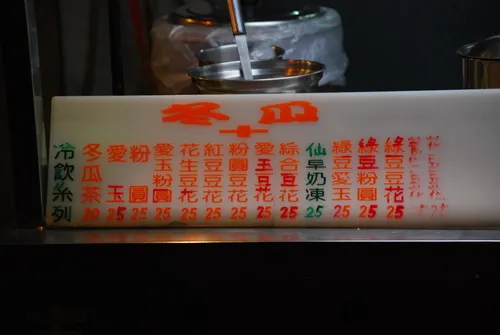 冬瓜
冷飲系列
冬瓜茶
愛玉 25
粉圓 25
愛玉粉圓 25
花生豆花 25
紅豆豆花 25
粉圓豆花 25
愛玉豆花 25
綜合豆花 25
仙草奶凍 25
綠豆愛玉 25
綠豆粉圓 25
綠豆豆花 25
豆花 25